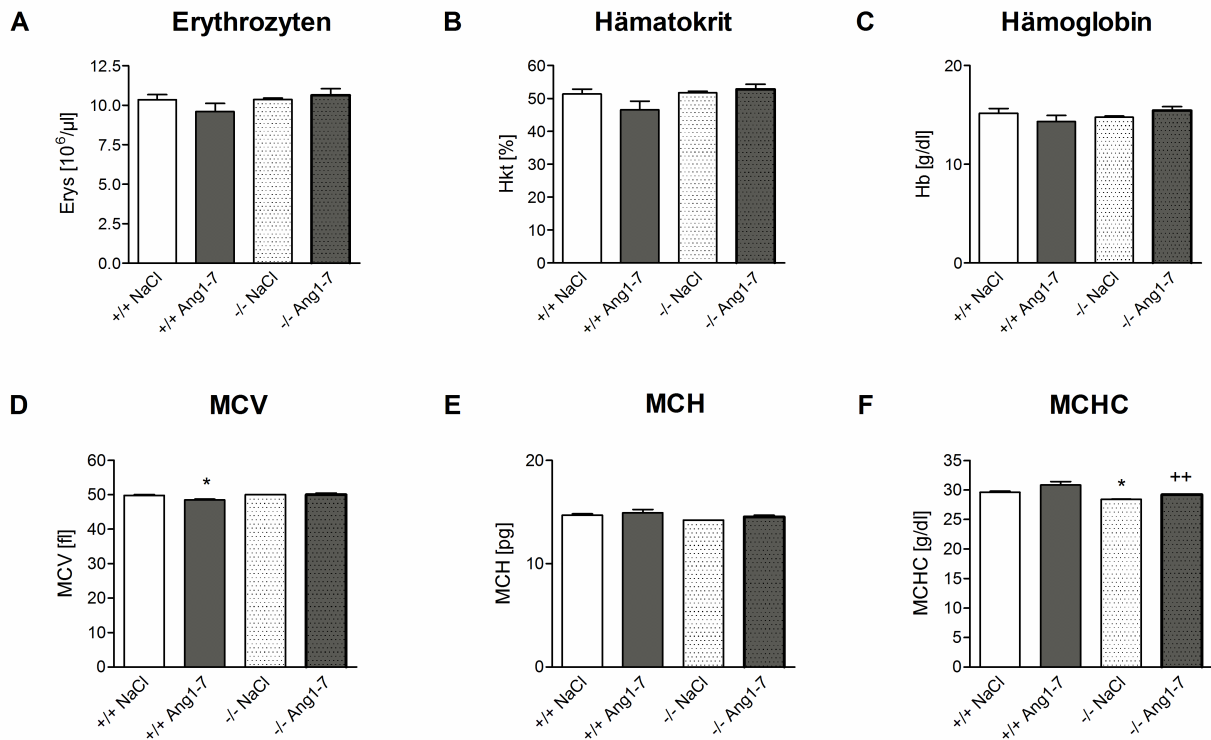 A Erythrozyten
B Hämatokrit
C Hämoglobin
Erys [10⁶/µl]
12.5
10.0
7.5
5.0
2.5
0.0
+/+ NaCl
+/+ Ang1-7
-/- NaCl
-/- Ang1-7
Hkt [%]
60
50
40
30
20
10
0
+/+ NaCl
+/+ Ang1-7
-/- NaCl
-/- Ang1-7
Hb [g/dl]
20
10
0
+/+ NaCl
+/+ Ang1-7
-/- NaCl
-/- Ang1-7
D MCV
E MCH
F MCHC
MCV [fl]
60
50
40
30
20
10
0
*
+/+ NaCl
+/+ Ang1-7
-/- NaCl
-/- Ang1-7
MCH [pg]
20
10
0
+/+ NaCl
+/+ Ang1-7
-/- NaCl
-/- Ang1-7
MCHC [g/dl]
35
30
25
20
15
10
5
0
*
++
+/+ NaCl
+/+ Ang1-7
-/- NaCl
-/- Ang1-7